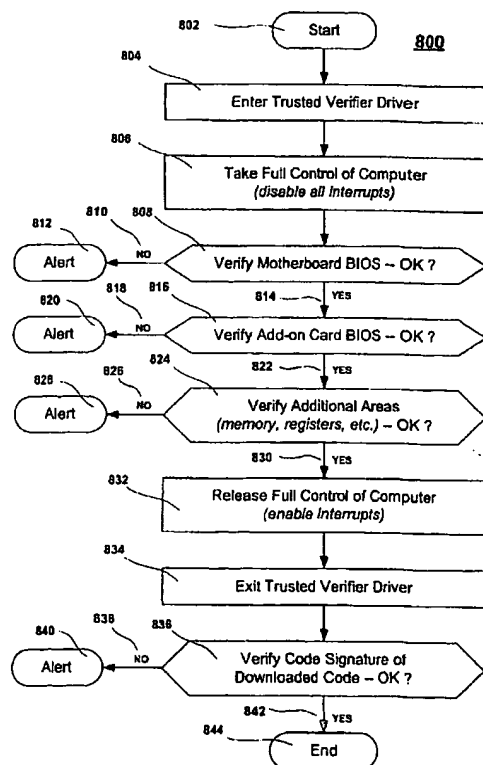 802
Start
800
804
Enter Trusted Verifier Driver
806
Take Full Control of Computer
(disable all Interrupts)
812
810
808
NO
Alert
Verify Motherboard BIOS – OK ?
814
YES
820
818
816
NO
Alert
Verify Add-on Card BIOS – OK ?
822
YES
828
826
824
NO
Alert
Verify Additional Areas
(memory, registers, etc.) – OK ?
830
YES
832
Release Full Control of Computer
(enable Interrupts)
834
Exit Trusted Verifier Driver
840
838
836
NO
Alert
Verify Code Signature of
Downloaded Code – OK ?
842
YES
844
End